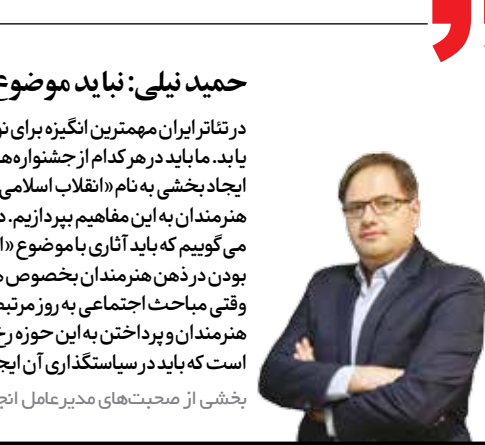 حمید نیلی: نباید موضوع
در تئاتر ایران مهمترین انگیزه برای
یابد. ما باید در هر کدام از جشنواره‌ها
ایجاد بخشی به نام «انقلاب اسلامی
هنرمندان به این مفاهیم بپردازیم.
می‌گوییم که باید آثاری با موضوع
بودن در ذهن هنرمندان بخصوص
وقتی مباحث اجتماعی به روز مرتبط
هنرمندان و پرداختن به این حوزه رخ
است که باید در سیاستگذاری آن
بخشی از صحبت‌های مدیرعامل